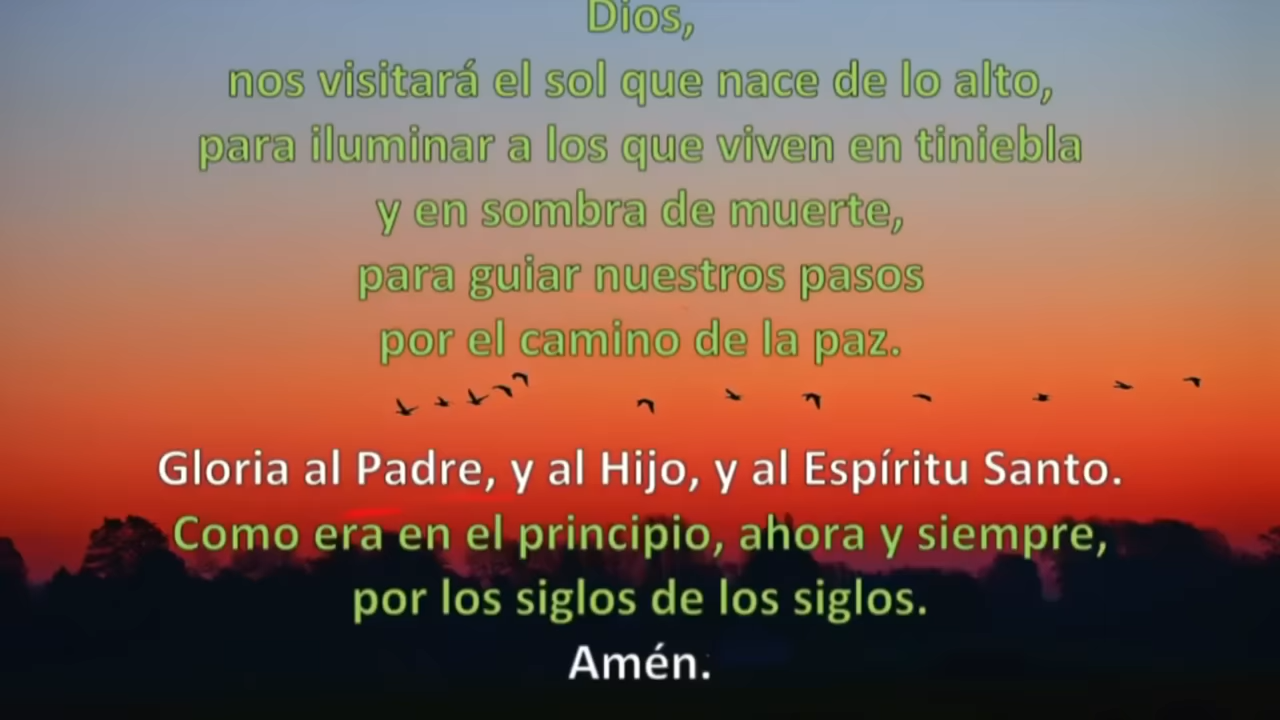 Dios,
nos visitará el sol que nace de lo alto,
para iluminar a los que viven en tiniebla
y en sombra de muerte,
para guiar nuestros pasos
por el camino de la paz.
Gloria al Padre, y al Hijo, y al Espíritu Santo.
Como era en el principio, ahora y siempre,
por los siglos de los siglos.
Amén.